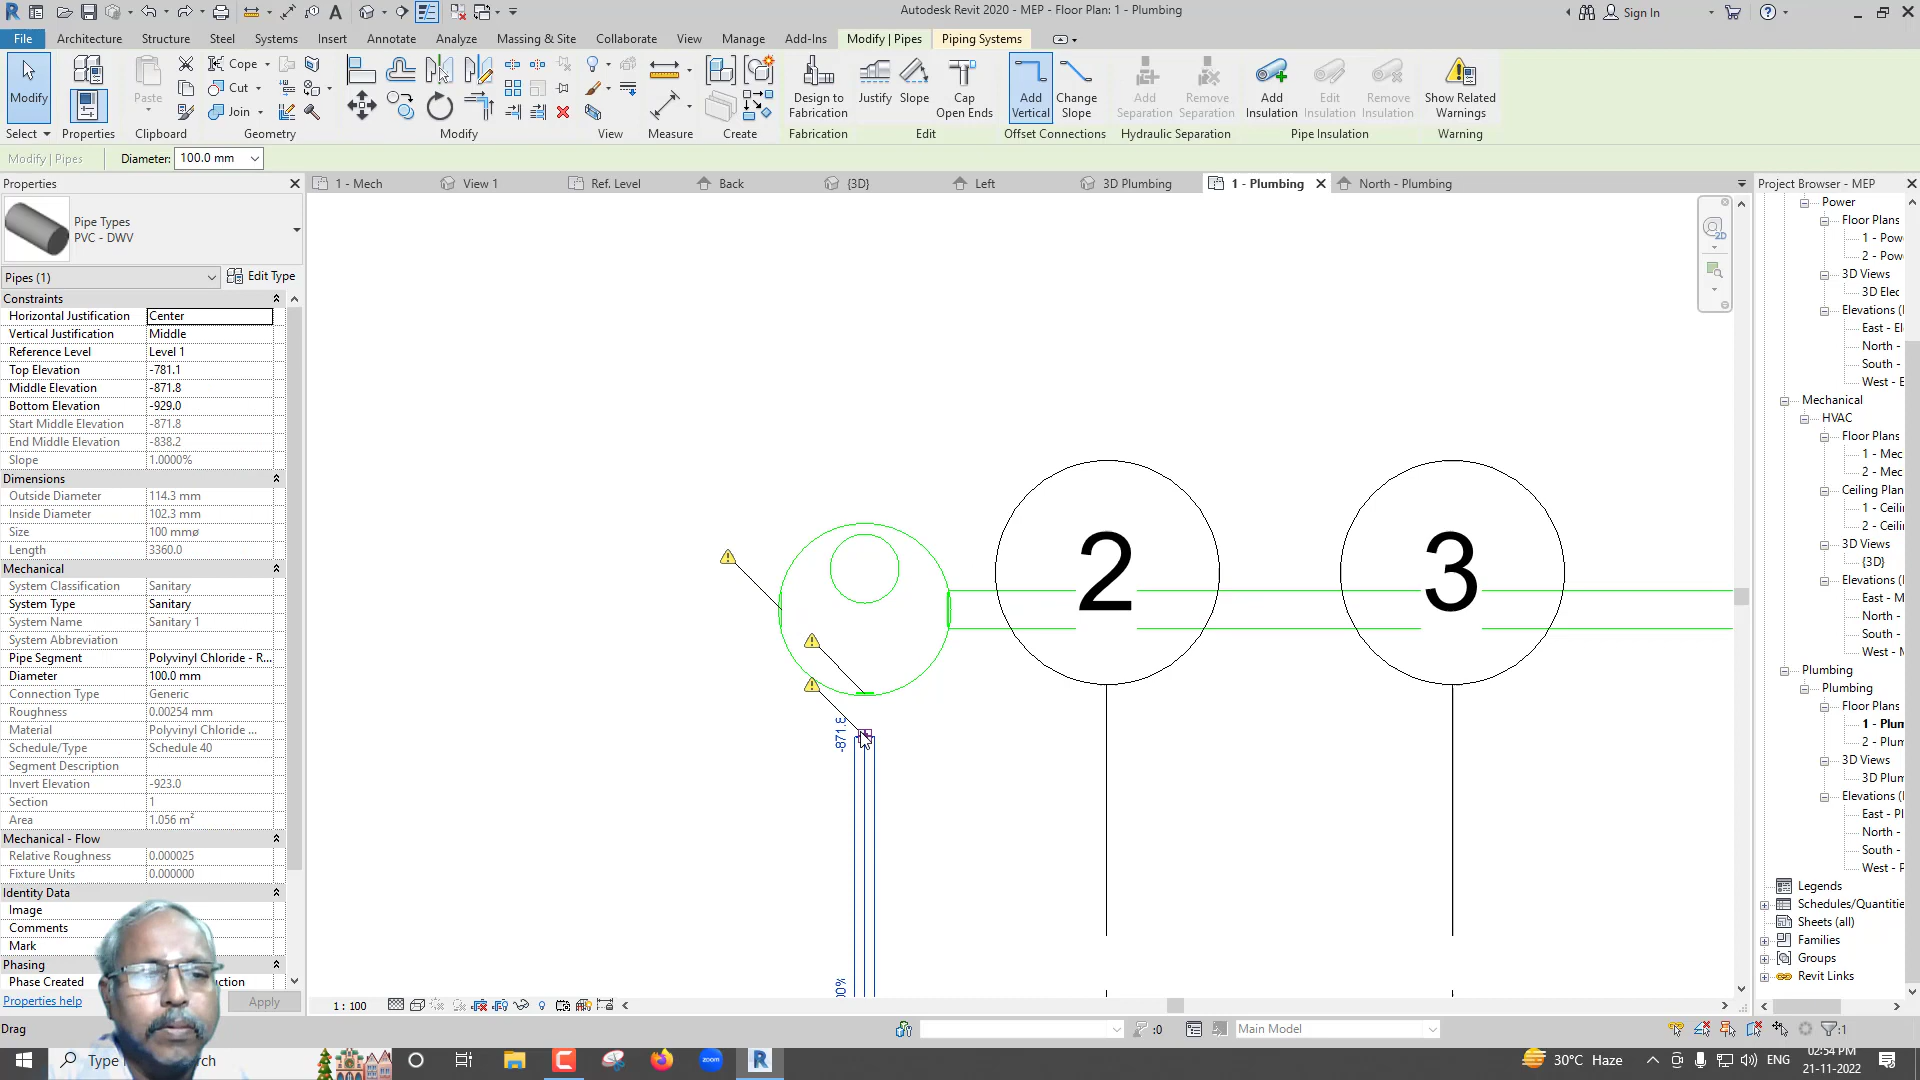 Autodesk Revit 2020 - MEP - Floor Plan: 1 - Plumbing
Sign In
File Architecture Structure Steel Systems Insert Annotate Analyze Massing & Site Collaborate View Manage Add-Ins Modify | Pipes Piping Systems
Modify
Paste
Cope
Cut
Join
Design to Fabrication
Justify
Slope
Cap Open Ends
Add Vertical
Change Slope
Add Separation
Remove Separation
Add Insulation
Edit Insulation
Remove Insulation
Show Related Warnings
Select Properties Clipboard Geometry Modify View Measure Create Fabrication Edit Offset Connections Hydraulic Separation Pipe Insulation Warning
Modify | Pipes Diameter: 100.0 mm
Properties
1 - Mech View 1 Ref. Level Back {3D} Left 3D Plumbing 1 - Plumbing North - Plumbing
Pipe Types
PVC - DWV
Pipes (1) Edit Type
Constraints
Horizontal Justification Center
Vertical Justification Middle
Reference Level Level 1
Top Elevation -781.1
Middle Elevation -871.8
Bottom Elevation -929.0
Start Middle Elevation -871.8
End Middle Elevation -838.2
Slope 1.0000%
Dimensions
Outside Diameter 114.3 mm
Inside Diameter 102.3 mm
Size 100 mmø
Length 3360.0
Mechanical
System Classification Sanitary
System Type Sanitary
System Name Sanitary 1
System Abbreviation
Pipe Segment Polyvinyl Chloride - R...
Diameter 100.0 mm
Connection Type Generic
Roughness 0.00254 mm
Material Polyvinyl Chloride ...
Schedule/Type Schedule 40
Segment Description
Invert Elevation -923.0
Section 1
Area 1.056 m²
Mechanical - Flow
Relative Roughness 0.000025
Fixture Units 0.000000
Identity Data
Image
Comments
Mark
Phasing
Phase Created
Properties help Apply
2
3
-871.8
2D
Project Browser - MEP
Power
Floor Plans
1 - Pow
2 - Pow
3D Views
3D Elec
Elevations (
East - El
North -
South -
West - E
Mechanical
HVAC
Floor Plans
1 - Mec
2 - Mec
Ceiling Plan
1 - Ceili
2 - Ceili
3D Views
{3D}
Elevations (
East - M
North -
South -
West - M
Plumbing
Plumbing
Floor Plans
1 - Plum
2 - Plum
3D Views
3D Plum
Elevations (
East - Pl
North -
South -
West - P
Legends
Schedules/Quantitie
Sheets (all)
Families
Groups
Revit Links
1 : 100
Drag
:0
Main Model
:1
Type
zoom
30°C Haze
ENG
02:54 PM
21-11-2022